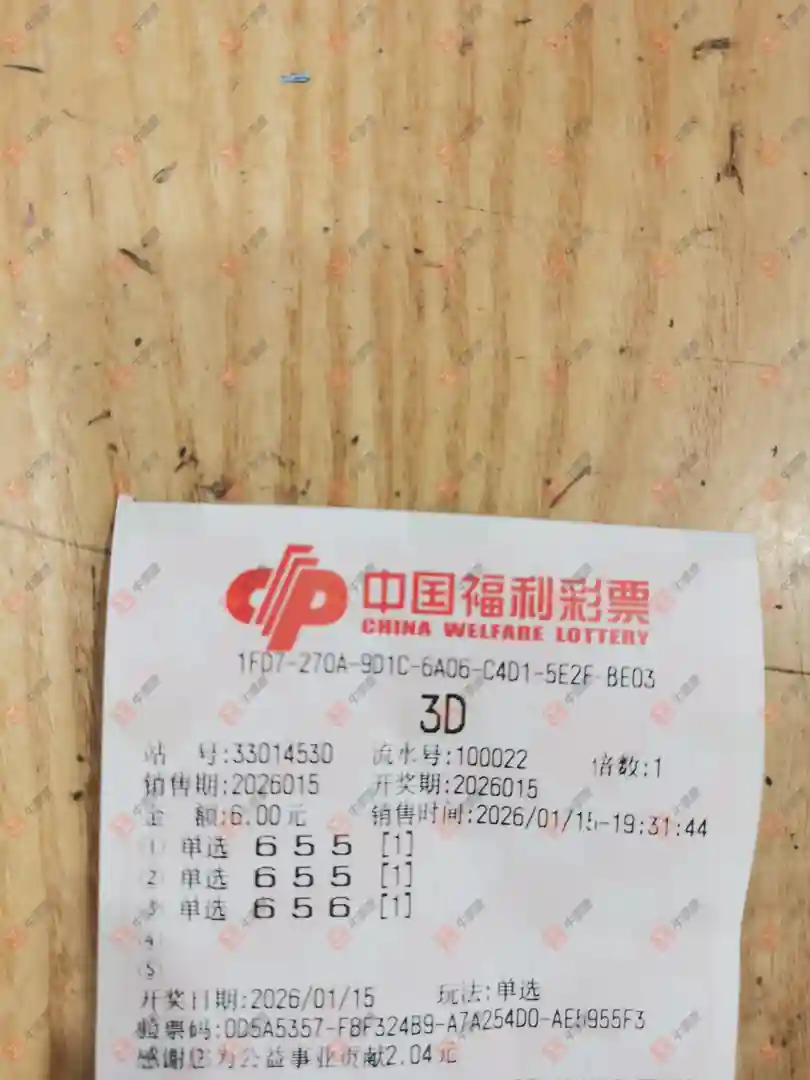 中国福利彩票
CHINA WELFARE LOTTERY
1FD7-270A-9D1C-6A06-C4D1-5E2F-BE03
3D
站 号:33014530 流水号:100022 倍数:1
销售期:2026015 开奖期:2026015
金 额:6.00元 销售时间:2026/01/15-19:31:44
① 单选 6 5 5 [1]
② 单选 6 5 5 [1]
③ 单选 6 5 6 [1]
④
⑤
开奖日期:2026/01/15 玩法:单选
验票码:0D5A5357-F8F324B9-A7A254D0-AE5955F3
感谢您为公益事业贡献2.04元